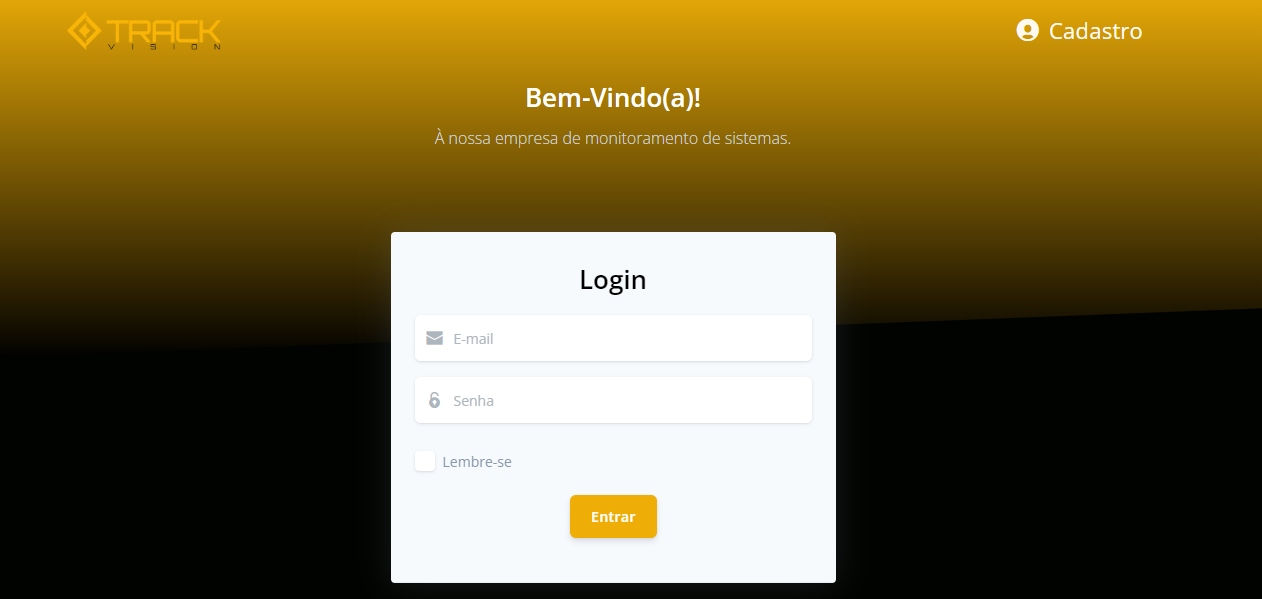 TRACK
VISION
Cadastro
Bem-Vindo(a)!
À nossa empresa de monitoramento de sistemas.
Login
E-mail
Senha
Lembre-se
Entrar